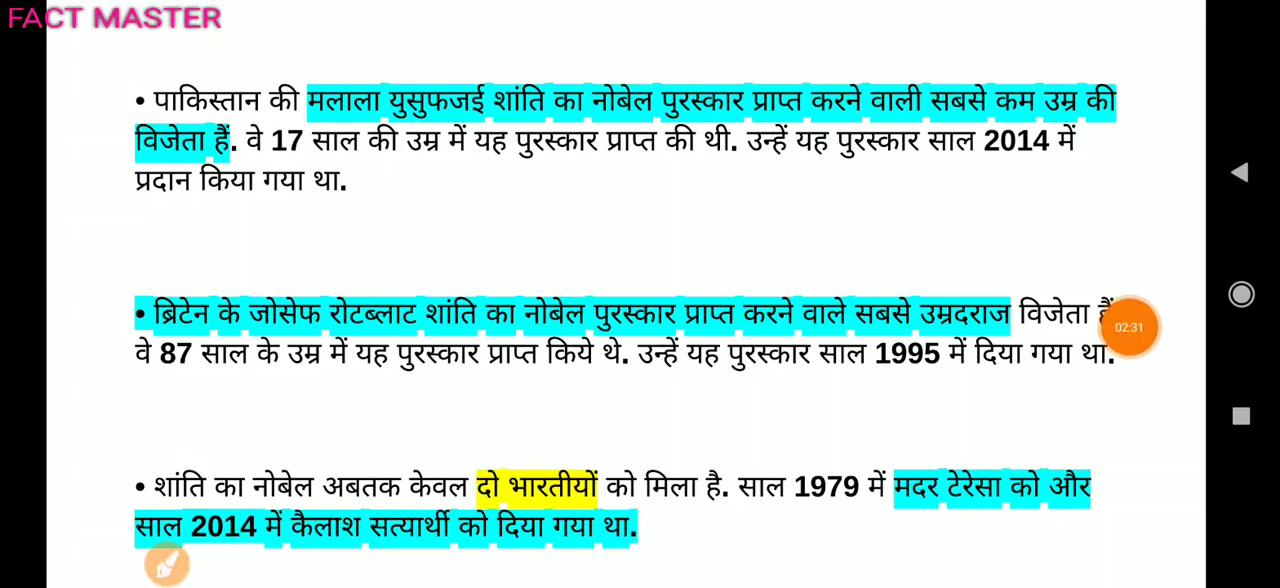 FACT MASTER
• पाकिस्तान की मलाला युसुफजई शांति का नोबेल पुरस्कार प्राप्त करने वाली सबसे कम उम्र की
विजेता हैं. वे 17 साल की उम्र में यह पुरस्कार प्राप्त की थी. उन्हें यह पुरस्कार साल 2014 में
प्रदान किया गया था.
• ब्रिटेन के जोसेफ रोटब्लाट शांति का नोबेल पुरस्कार प्राप्त करने वाले सबसे उम्रदराज विजेता हैं
02:31
वे 87 साल के उम्र में यह पुरस्कार प्राप्त किये थे. उन्हें यह पुरस्कार साल 1995 में दिया गया था.
• शांति का नोबेल अबतक केवल दो भारतीयों को मिला है. साल 1979 में मदर टेरेसा को और
साल 2014 में कैलाश सत्यार्थी को दिया गया था.